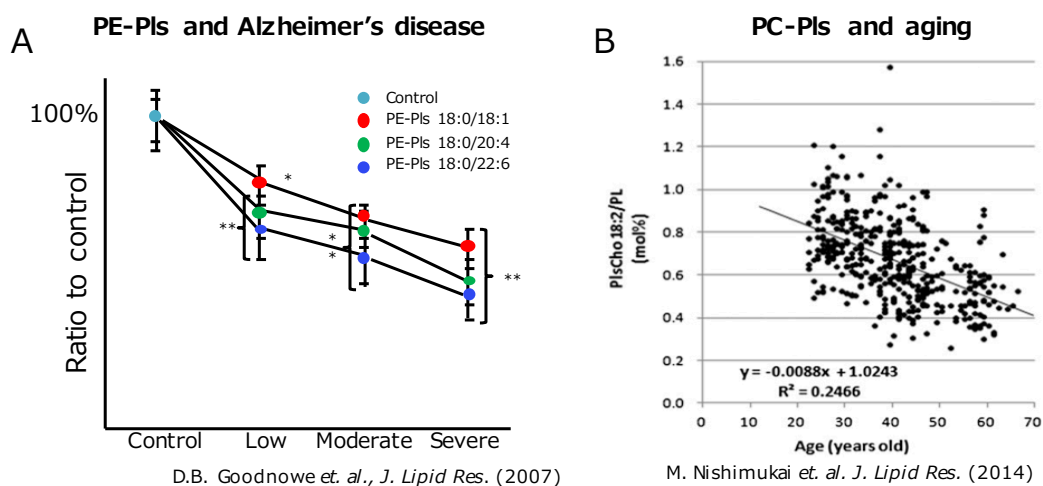 A
PE-Pls and Alzheimer's disease
100%
Ratio to control
Control
PE-Pls 18:0/18:1
PE-Pls 18:0/20:4
PE-Pls 18:0/22:6
*
**
*
*
**
Control Low Moderate Severe
D.B. Goodnowe et. al., J. Lipid Res. (2007)
B
PC-Pls and aging
PlsCho 18:2/PL
(mol%)
1.6
1.4
1.2
1.0
0.8
0.6
0.4
0.2
0.0
y = -0.0088x + 1.0243
R² = 0.2466
0 10 20 30 40 50 60 70
Age (years old)
M. Nishimukai et. al. J. Lipid Res. (2014)